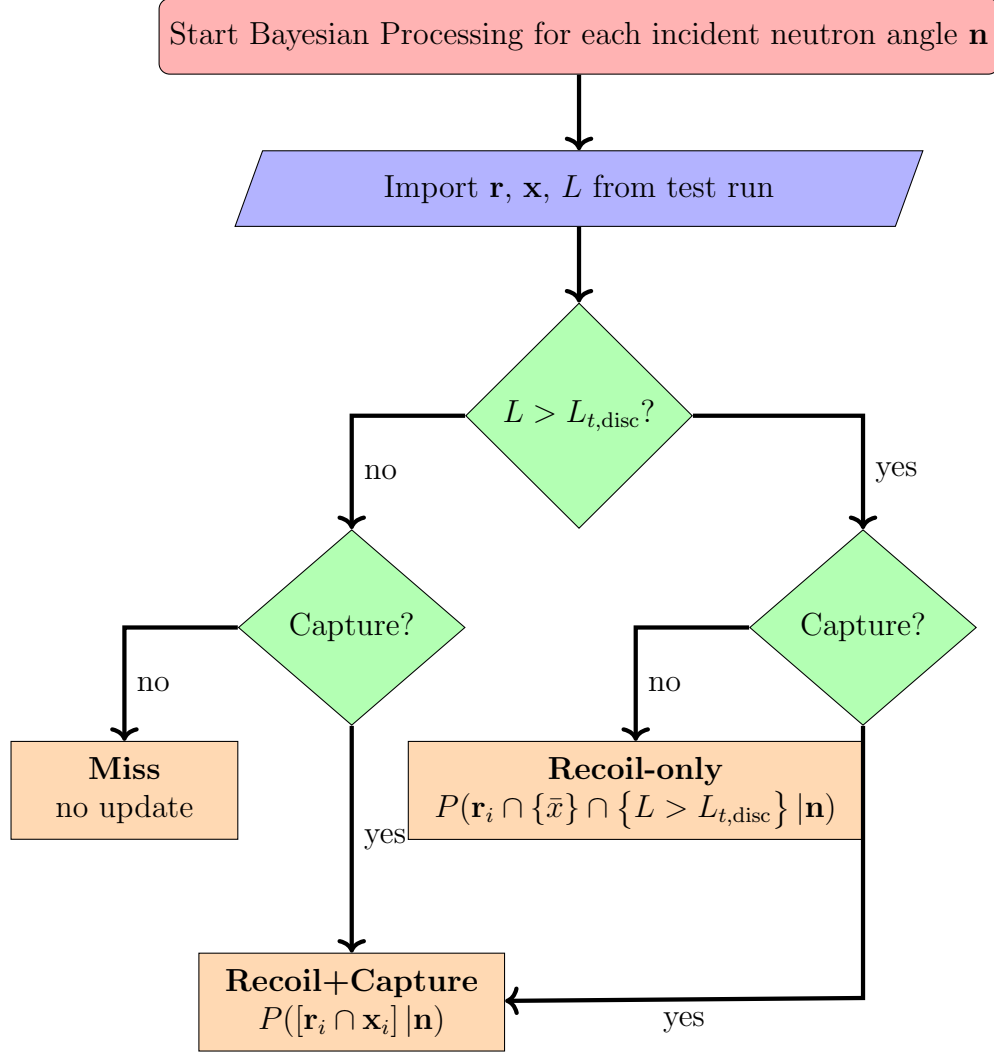 Start Bayesian Processing for each incident neutron angle n
Import r, x, L from test run
L > L_{t,disc}?
no
yes
Capture?
Capture?
no
no
Miss
no update
Recoil-only
P(r_i ∩ {x̄} ∩ {L > L_{t,disc}} |n)
yes
Recoil+Capture
P([r_i ∩ x_i] |n)
yes